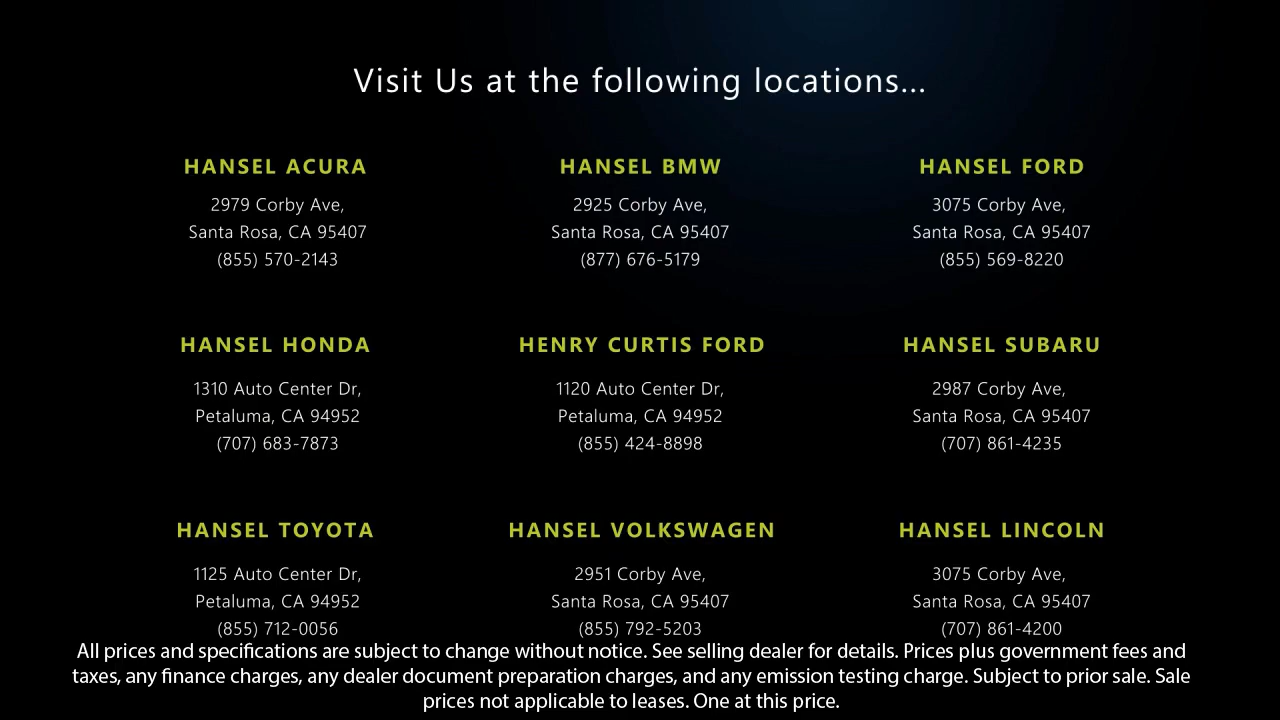 Visit Us at the following locations...
HANSEL ACURA
2979 Corby Ave,
Santa Rosa, CA 95407
(855) 570-2143
HANSEL BMW
2925 Corby Ave,
Santa Rosa, CA 95407
(877) 676-5179
HANSEL FORD
3075 Corby Ave,
Santa Rosa, CA 95407
(855) 569-8220
HANSEL HONDA
1310 Auto Center Dr,
Petaluma, CA 94952
(707) 683-7873
HENRY CURTIS FORD
1120 Auto Center Dr,
Petaluma, CA 94952
(855) 424-8898
HANSEL SUBARU
2987 Corby Ave,
Santa Rosa, CA 95407
(707) 861-4235
HANSEL TOYOTA
1125 Auto Center Dr,
Petaluma, CA 94952
(855) 712-0056
HANSEL VOLKSWAGEN
2951 Corby Ave,
Santa Rosa, CA 95407
(855) 792-5203
HANSEL LINCOLN
3075 Corby Ave,
Santa Rosa, CA 95407
(707) 861-4200
All prices and specifications are subject to change without notice. See selling dealer for details. Prices plus government fees and
taxes, any finance charges, any dealer document preparation charges, and any emission testing charge. Subject to prior sale. Sale
prices not applicable to leases. One at this price.